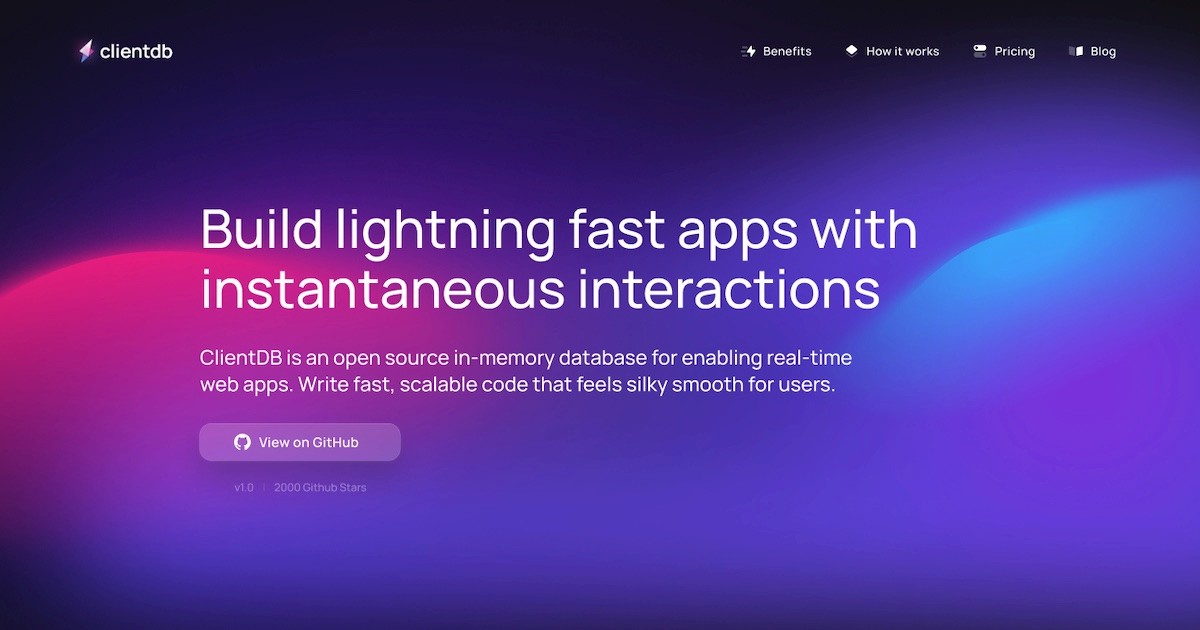 clientdb
Benefits
How it works
Pricing
Blog
Build lightning fast apps with
instantaneous interactions
ClientDB is an open source in-memory database for enabling real-time
web apps. Write fast, scalable code that feels silky smooth for users.
View on GitHub
v1.0 | 2000 Github Stars